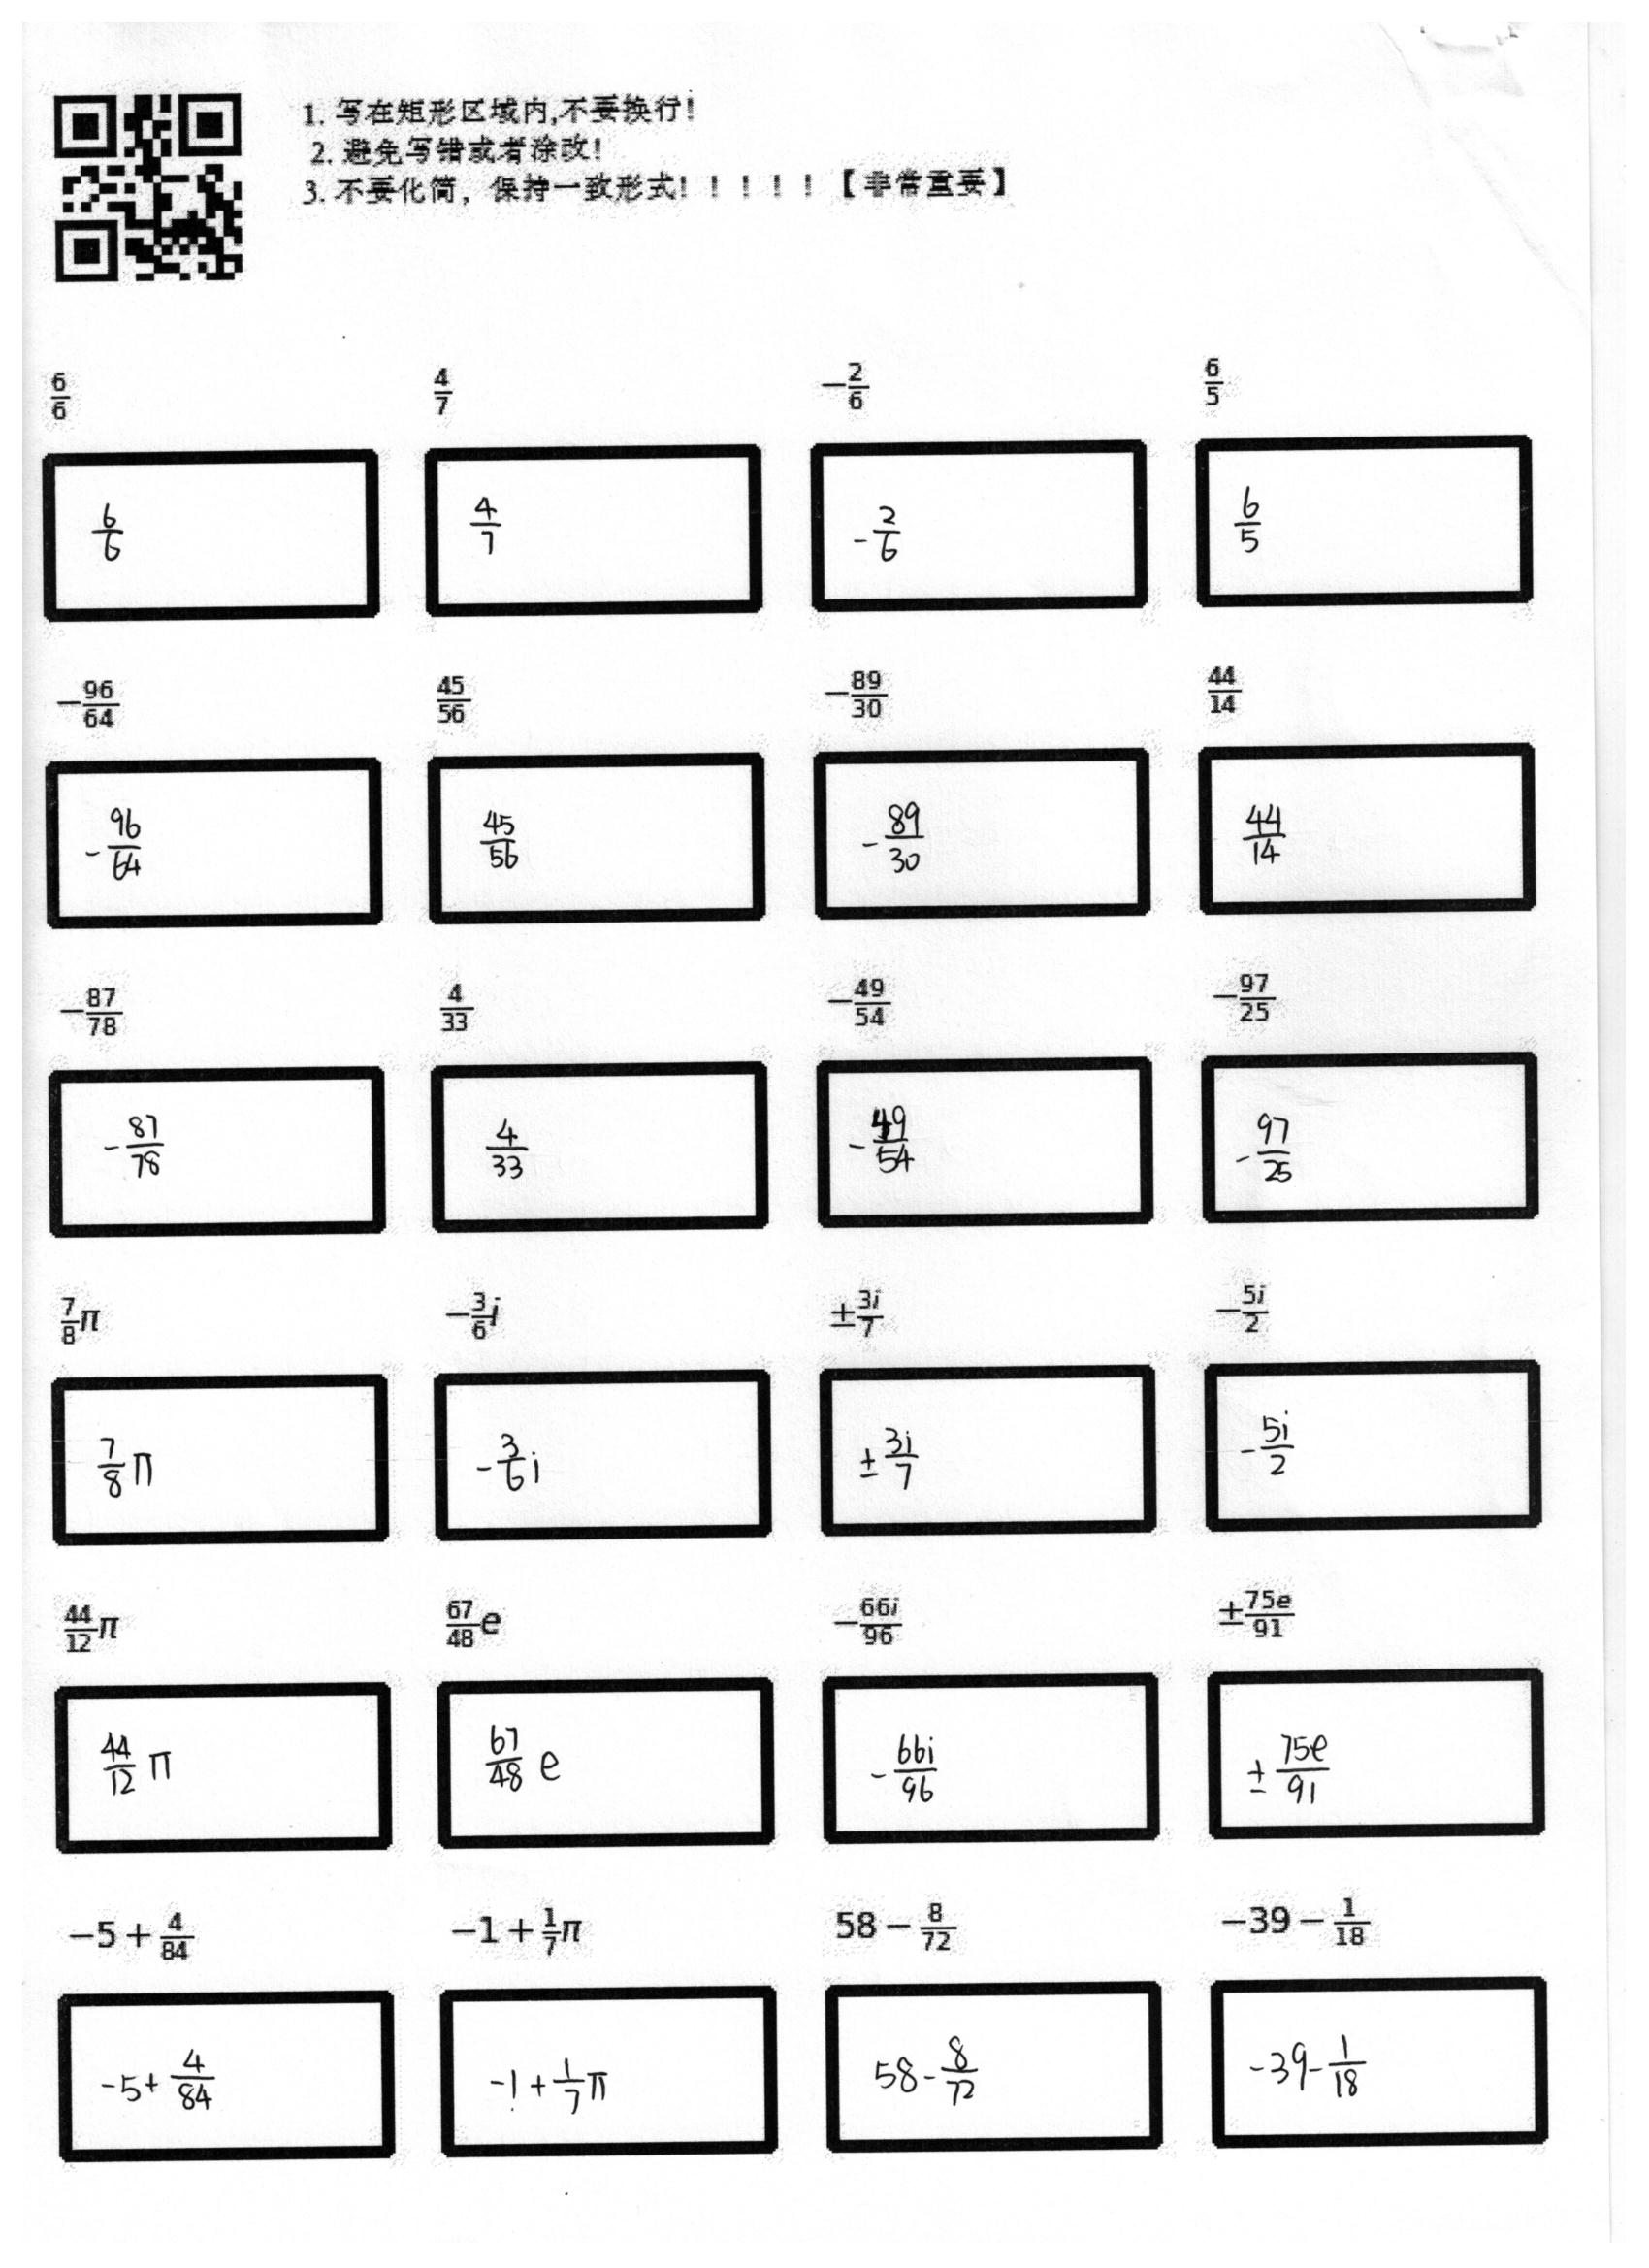 1. 写在矩形区域内,不要换行!
2. 避免写错或者涂改!
3. 不要化简，保持一致形式! ! ! ! ! 【非常重要】
6/6 4/7 -2/6 6/5
6/6 4/7 -2/6 6/5
-96/64 45/56 -89/30 44/14
-96/64 45/56 -89/30 44/14
-87/78 4/33 -49/54 -97/25
-87/78 4/33 -49/54 -97/25
7/8π -3/6i ±3i/7 -5i/2
7/8π -3/6i ±3i/7 -5i/2
44/12π 67/48e -66i/96 ±75e/91
44/12π 67/48e -66i/96 ±75e/91
-5+4/84 -1+1/7π 58-8/72 -39-1/18
-5+4/84 -1+1/7π 58-8/72 -39-1/18